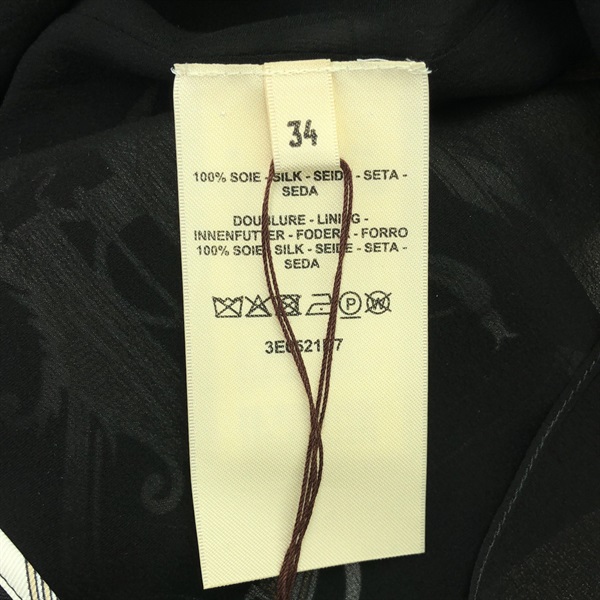 34
100% SOIE - SILK - SEIDE - SETA -
SEDA
DOUBLURE - LINING -
INNENFUTTER - FODERA - FORRO
100% SOIE - SILK - SEIDE - SETA -
SEDA
P W